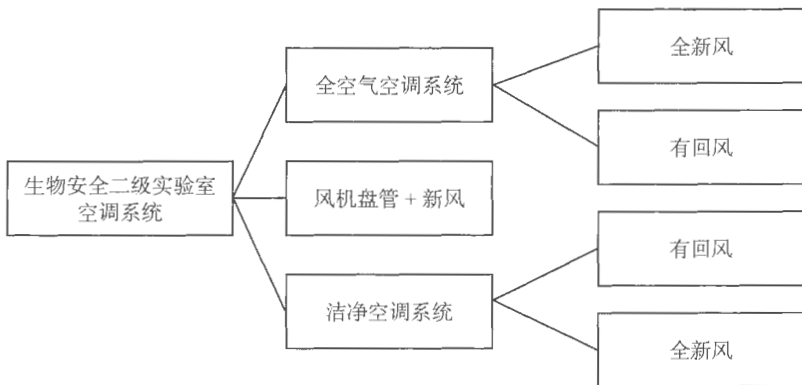 全新风
全空气空调系统
有回风
生物安全二级实验室
空调系统
风机盘管 + 新风
有回风
洁净空调系统
全新风